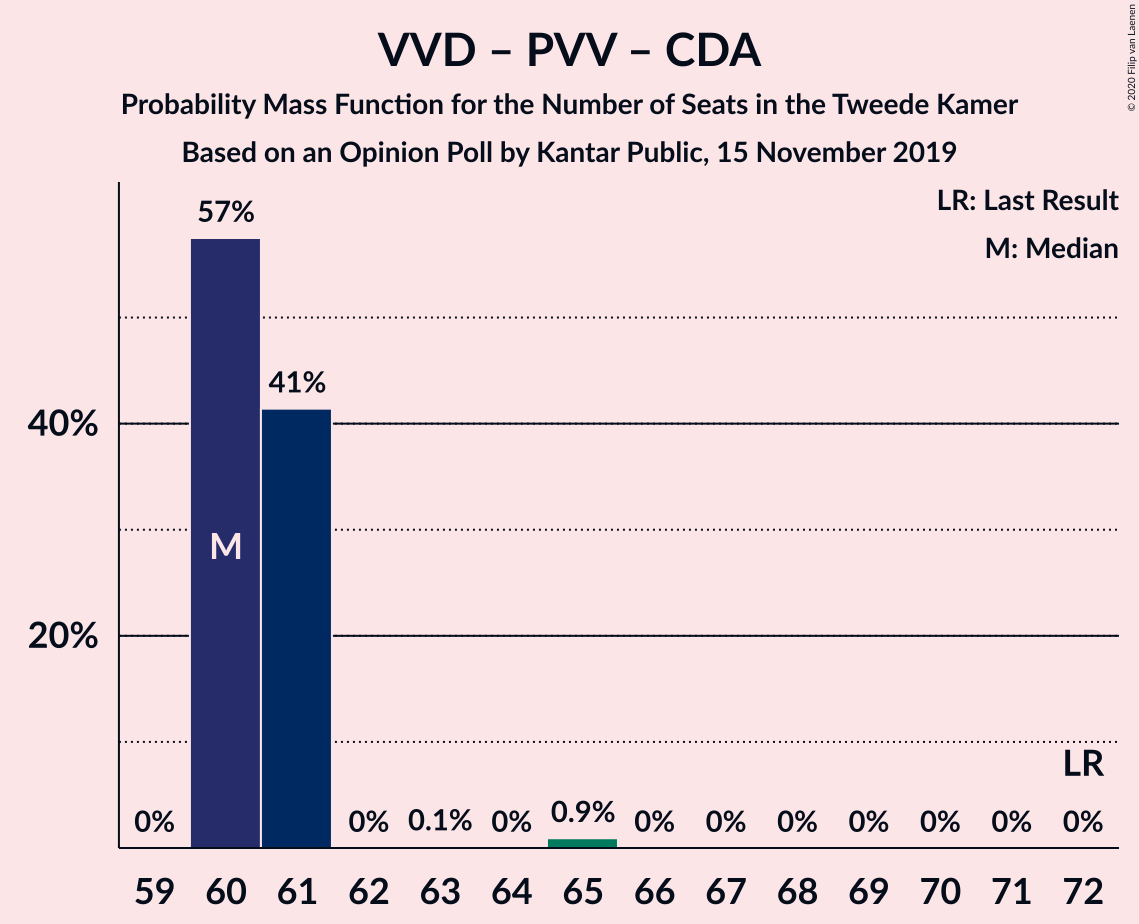 VVD – PVV – CDA
Probability Mass Function for the Number of Seats in the Tweede Kamer
Based on an Opinion Poll by Kantar Public, 15 November 2019
© 2020 Filip van Laenen
LR: Last Result
M: Median
57%
41%
40%
M
20%
LR
0% 0% 0.1% 0% 0.9% 0% 0% 0% 0% 0% 0% 0%
59 60 61 62 63 64 65 66 67 68 69 70 71 72